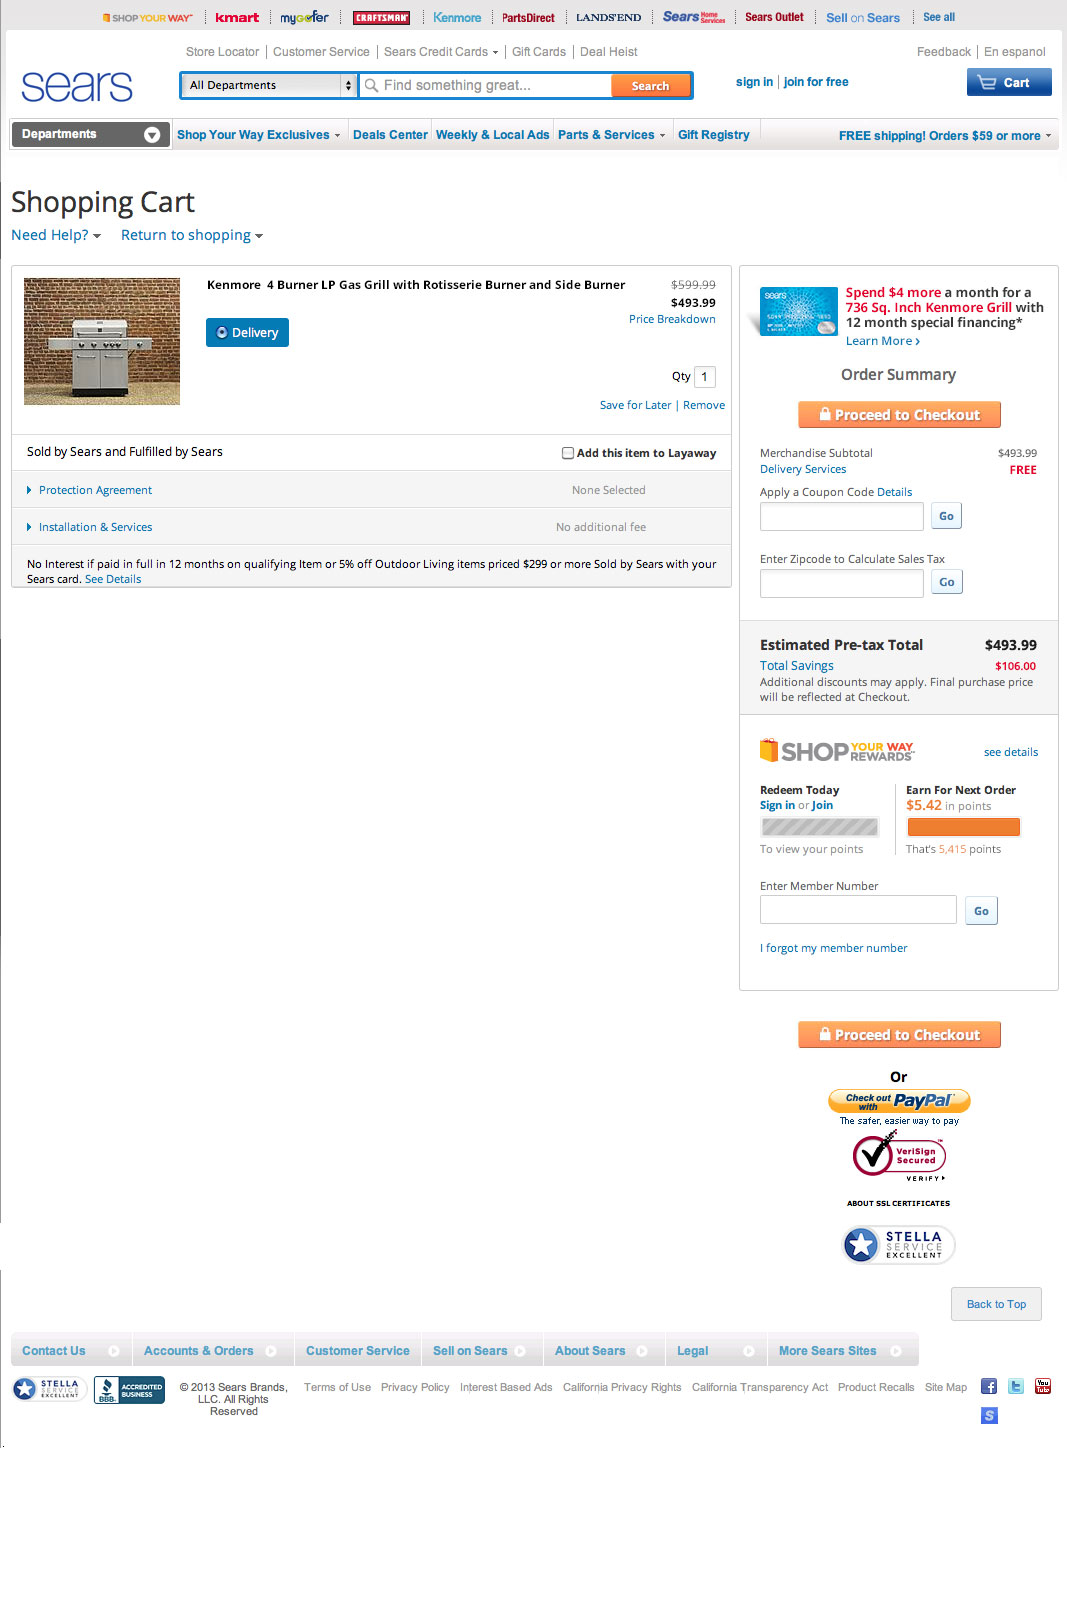 SHOP YOUR WAY
kmart
mygofer
CRAFTSMAN
Kenmore
PartsDirect
LANDS'END
Sears Home Services
Sears Outlet
Sell on Sears
See all
Store Locator
Customer Service
Sears Credit Cards
Gift Cards
Deal Heist
Feedback
En espanol
sears
All Departments
Find something great...
Search
sign in
join for free
Cart
Departments
Shop Your Way Exclusives
Deals Center
Weekly & Local Ads
Parts & Services
Gift Registry
FREE shipping! Orders $59 or more
Shopping Cart
Need Help?
Return to shopping
Kenmore 4 Burner LP Gas Grill with Rotisserie Burner and Side Burner
$599.99
$493.99
Price Breakdown
Delivery
Qty 1
Save for Later | Remove
Sold by Sears and Fulfilled by Sears
Add this item to Layaway
Protection Agreement
None Selected
Installation & Services
No additional fee
No Interest if paid in full in 12 months on qualifying Item or 5% off Outdoor Living items priced $299 or more Sold by Sears with your
Sears card. See Details
sears
Spend $4 more a month for a
736 Sq. Inch Kenmore Grill with
12 month special financing*
Learn More ›
Order Summary
Proceed to Checkout
Merchandise Subtotal
$493.99
Delivery Services
FREE
Apply a Coupon Code Details
Go
Enter Zipcode to Calculate Sales Tax
Go
Estimated Pre-tax Total
$493.99
Total Savings
$106.00
Additional discounts may apply. Final purchase price
will be reflected at Checkout.
SHOP YOUR WAY REWARDS
see details
Redeem Today
Sign in or Join
To view your points
Earn For Next Order
$5.42 in points
That's 5,415 points
Enter Member Number
Go
I forgot my member number
Proceed to Checkout
Or
Check out with PayPal
The safer, easier way to pay
VeriSign
Secured
VERIFY
ABOUT SSL CERTIFICATES
STELLA
SERVICE
EXCELLENT
Back to Top
Contact Us
Accounts & Orders
Customer Service
Sell on Sears
About Sears
Legal
More Sears Sites
STELLA
SERVICE
EXCELLENT
BBB
ACCREDITED
BUSINESS
© 2013 Sears Brands,
LLC. All Rights
Reserved
Terms of Use
Privacy Policy
Interest Based Ads
California Privacy Rights
California Transparency Act
Product Recalls
Site Map
f
t
You Tube
S